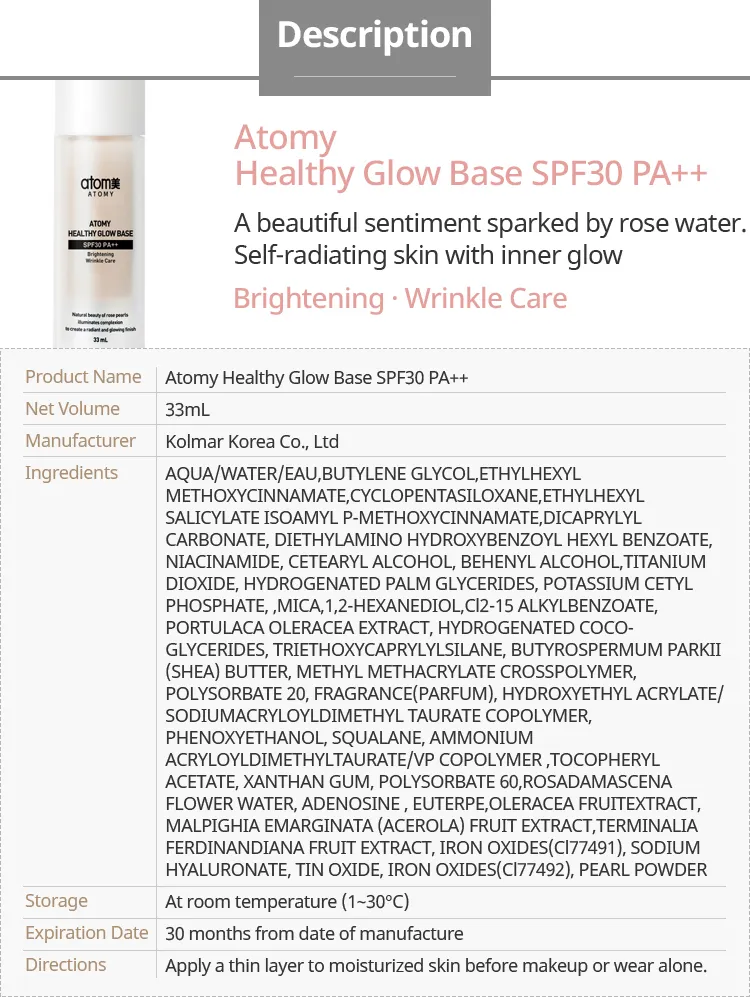 Description
atom美
ATOMY
ATOMY
HEALTHY GLOW BASE
SPF30 PA++
Brightening
Wrinkle Care
Natural beauty of rose pearls
illuminates complexion
to create a radiant and glowing finish
33 mL
Atomy
Healthy Glow Base SPF30 PA++
A beautiful sentiment sparked by rose water.
Self-radiating skin with inner glow
Brightening · Wrinkle Care
Product Name Atomy Healthy Glow Base SPF30 PA++
Net Volume 33mL
Manufacturer Kolmar Korea Co., Ltd
Ingredients AQUA/WATER/EAU,BUTYLENE GLYCOL,ETHYLHEXYL
METHOXYCINNAMATE,CYCLOPENTASILOXANE,ETHYLHEXYL
SALICYLATE ISOAMYL P-METHOXYCINNAMATE,DICAPRYLYL
CARBONATE, DIETHYLAMINO HYDROXYBENZOYL HEXYL BENZOATE,
NIACINAMIDE, CETEARYL ALCOHOL, BEHENYL ALCOHOL,TITANIUM
DIOXIDE, HYDROGENATED PALM GLYCERIDES, POTASSIUM CETYL
PHOSPHATE, ,MICA,1,2-HEXANEDIOL,Cl2-15 ALKYLBENZOATE,
PORTULACA OLERACEA EXTRACT, HYDROGENATED COCO-
GLYCERIDES, TRIETHOXYCAPRYLYLSILANE, BUTYROSPERMUM PARKII
(SHEA) BUTTER, METHYL METHACRYLATE CROSSPOLYMER,
POLYSORBATE 20, FRAGRANCE(PARFUM), HYDROXYETHYL ACRYLATE/
SODIUMACRYLOYLDIMETHYL TAURATE COPOLYMER,
PHENOXYETHANOL, SQUALANE, AMMONIUM
ACRYLOYLDIMETHYLTAURATE/VP COPOLYMER ,TOCOPHERYL
ACETATE, XANTHAN GUM, POLYSORBATE 60,ROSADAMASCENA
FLOWER WATER, ADENOSINE , EUTERPE,OLERACEA FRUITEXTRACT,
MALPIGHIA EMARGINATA (ACEROLA) FRUIT EXTRACT,TERMINALIA
FERDINANDIANA FRUIT EXTRACT, IRON OXIDES(Cl77491), SODIUM
HYALURONATE, TIN OXIDE, IRON OXIDES(Cl77492), PEARL POWDER
Storage At room temperature (1~30°C)
Expiration Date 30 months from date of manufacture
Directions Apply a thin layer to moisturized skin before makeup or wear alone.